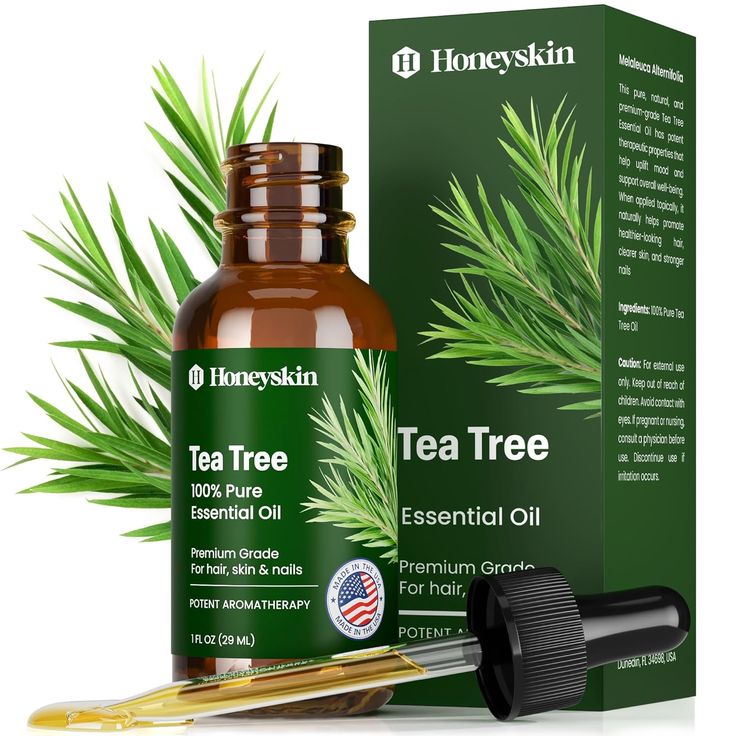 Honeyskin
Tea Tree
100% Pure
Essential Oil
Premium Grade
For hair, skin & nails
POTENT AROMATHERAPY
1 FL OZ (29 ML)
MADE IN THE USA
MADE IN THE USA
Honeyskin
Tea Tree
Essential Oil
Premium Grade
For hair,
POTENT A
Melaleuca Alternifolia
This pure, natural, and
premium-grade Tea Tree
Essential Oil has potent
therapeutic properties that
help uplift mood and
support overall well-being.
When applied topically, it
naturally helps promote
healthier-looking hair,
clearer skin, and stronger
nails
Ingredients: 100% Pure Tea
Tree Oil
Caution: For external use
only. Keep out of reach of
children. Avoid contact with
eyes. If pregnant or nursing,
consult a physician before
use. Discontinue use if
irritation occurs.
Dunedin, FL 34698, USA